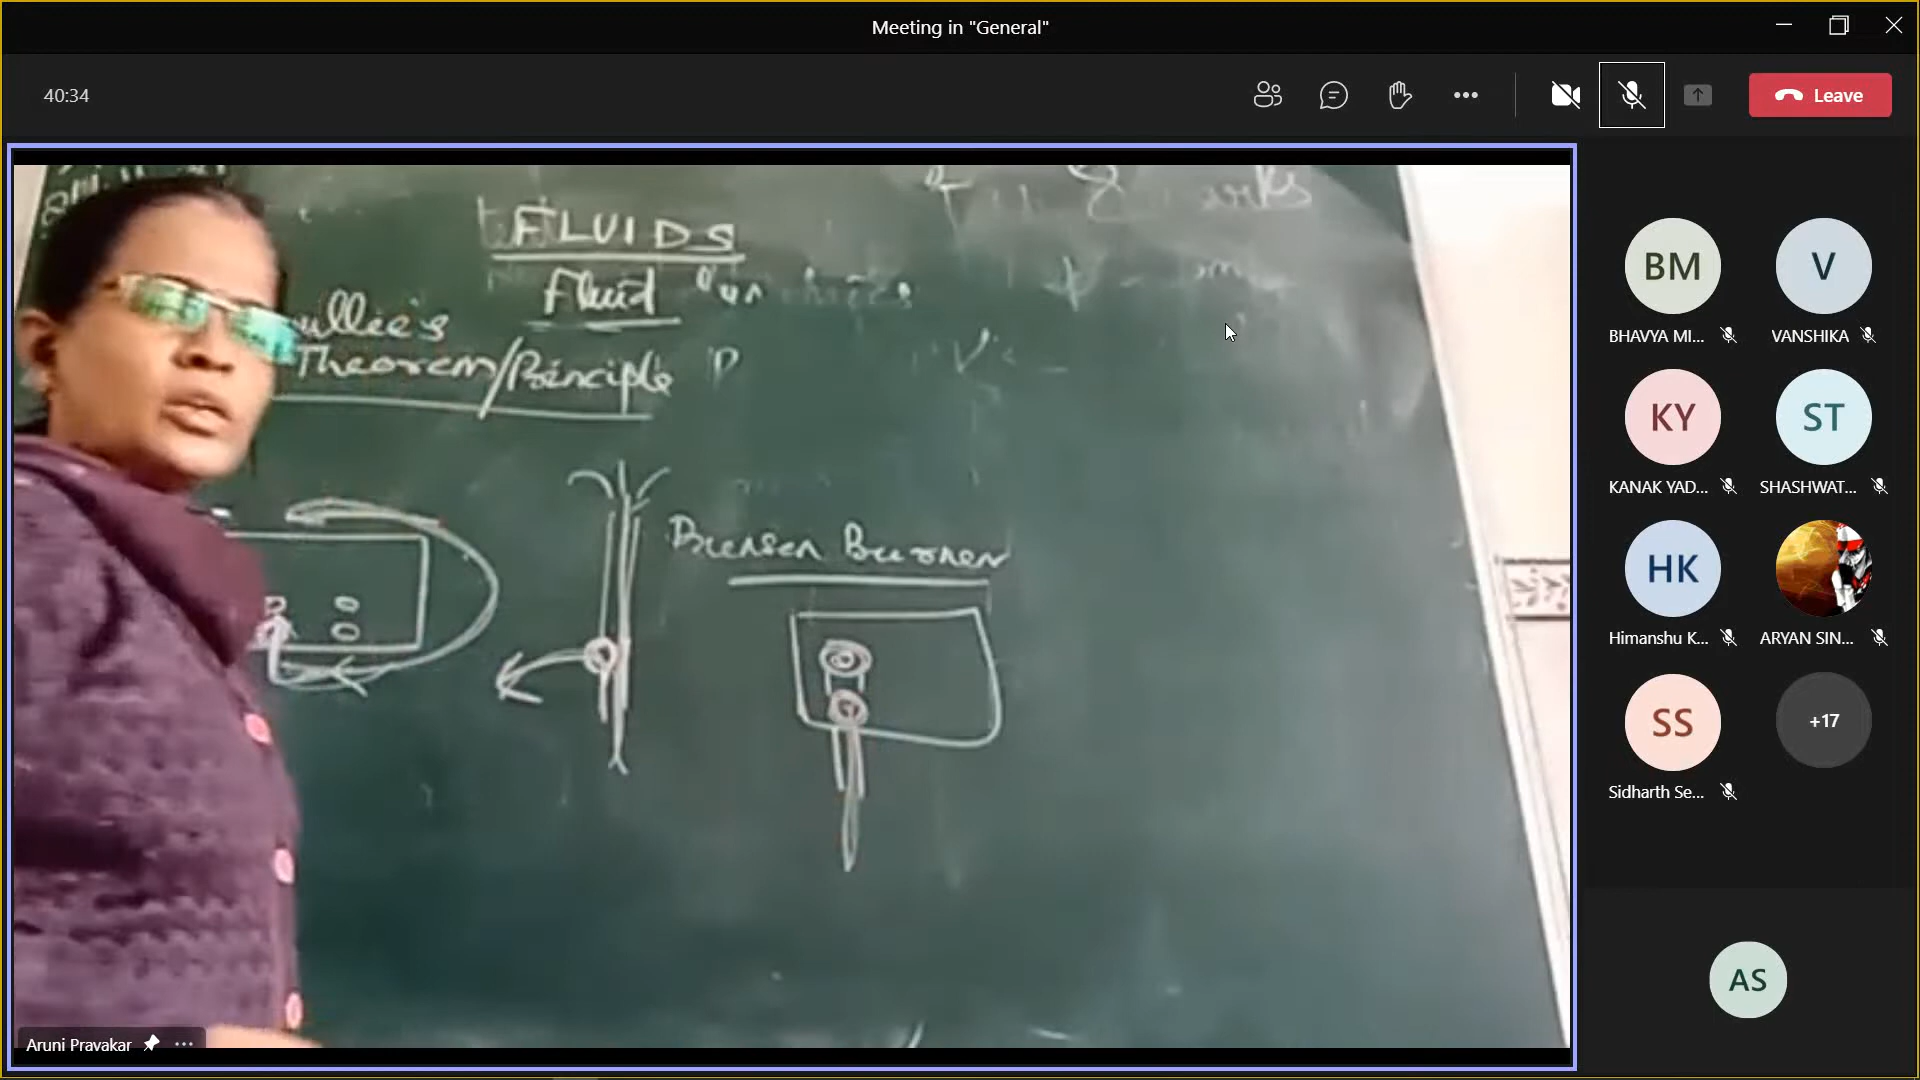 Meeting in "General"
40:34
Leave
FLUIDS
Fluid
ullie's
Theorem/Principle P
Bunsen Burner
BM
BHAVYA MI...
V
VANSHIKA
KY
KANAK YAD...
ST
SHASHWAT...
HK
Himanshu K...
ARYAN SIN...
SS
Sidharth Se...
+17
AS
Aruni Pravakar